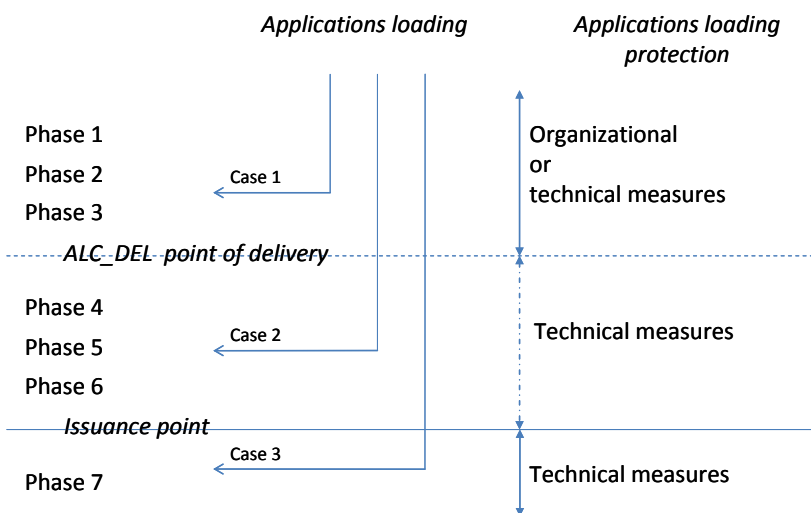 Applications loading
Applications loading
protection
Phase 1
Phase 2
Phase 3
Case 1
Organizational
or
technical measures
ALC_DEL point of delivery
Phase 4
Phase 5
Phase 6
Case 2
Technical measures
Issuance point
Case 3
Phase 7
Technical measures